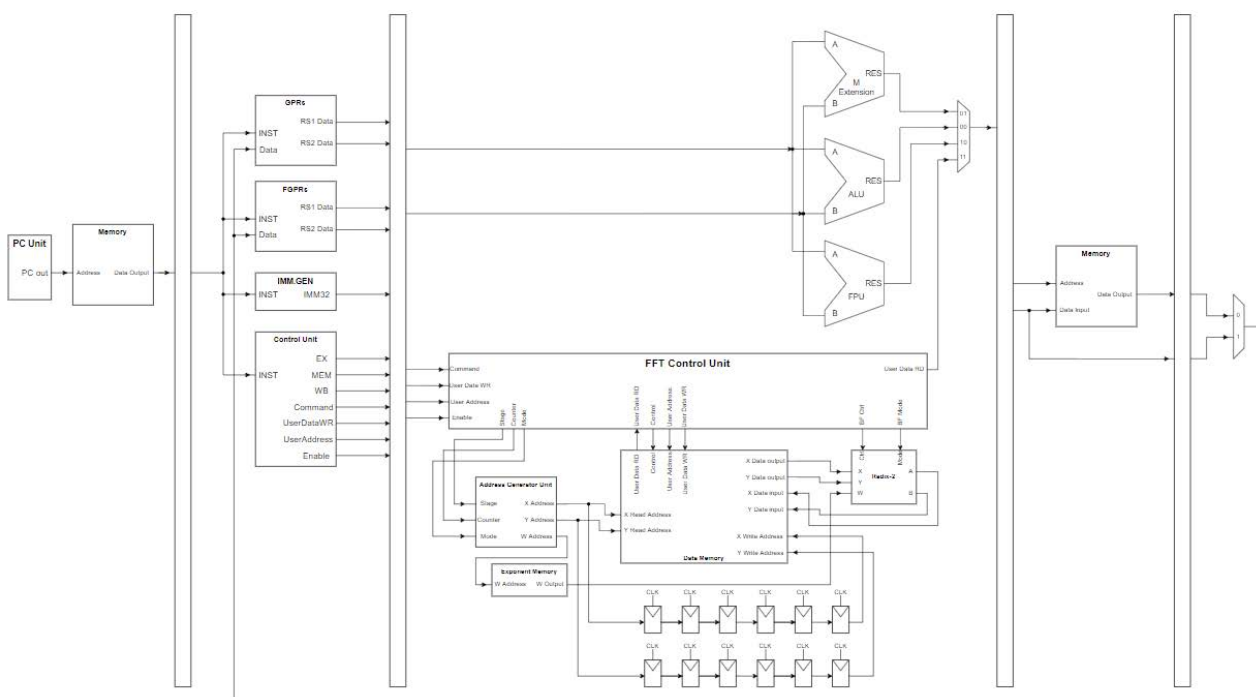 PC Unit
PC out
Memory
Address
Data Output
GPRs
INST
Data
RS1 Data
RS2 Data
FGPRs
INST
Data
RS1 Data
RS2 Data
IMM.GEN
INST
IMM32
Control Unit
INST
EX
MEM
WB
Command
UserDataWR
UserAddress
Enable
A
B
RES
M
Extension
A
B
RES
ALU
A
B
RES
FPU
01
00
10
11
FFT Control Unit
Command
User Data WR
User Address
Enable
User Data RD
Stage
Counter
Mode
User Data RD
Control
User Address
User Data WR
BF Ctrl
BF Mode
Address Generator Unit
Stage
Counter
Mode
X Address
Y Address
W Address
Exponent Memory
W Address
W Output
User Data RD
Control
User Address
User Data WR
X Data output
Y Data output
X Data input
Y Data input
X Head Address
Y Head Address
X Write Address
Y Write Address
Data Memory
Ctrl
Mode
X
Y
W
Radix-2
A
B
CLK
CLK
CLK
CLK
CLK
CLK
CLK
CLK
CLK
CLK
CLK
CLK
Memory
Address
Data Input
Data Output
0
1